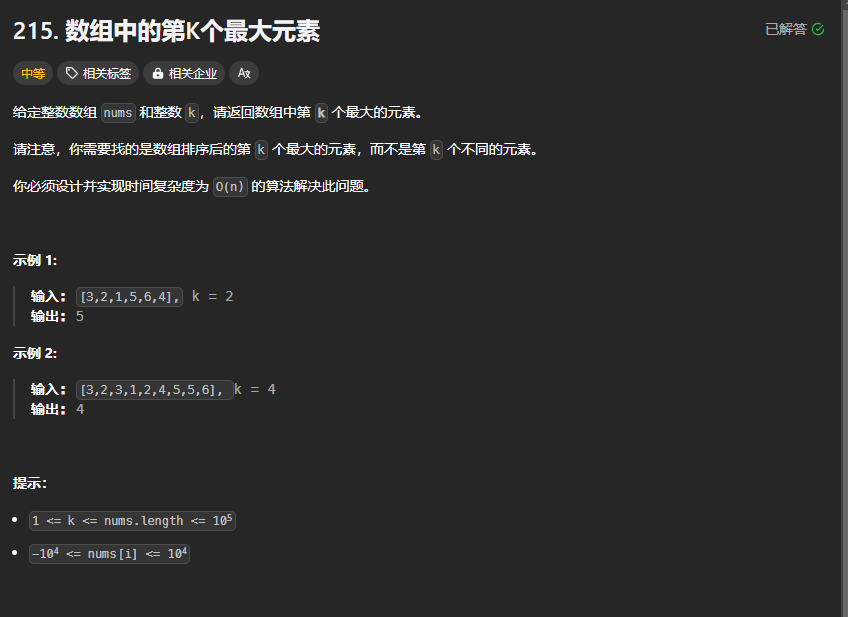 215. 数组中的第K个最大元素
已解答
中等 相关标签 相关企业 Ax
给定整数数组 nums 和整数 k，请返回数组中第 k 个最大的元素。
请注意，你需要找的是数组排序后的第 k 个最大的元素，而不是第 k 个不同的元素。
你必须设计并实现时间复杂度为 O(n) 的算法解决此问题。
示例 1:
输入： [3,2,1,5,6,4], k = 2
输出： 5
示例 2:
输入： [3,2,3,1,2,4,5,5,6], k = 4
输出： 4
提示：
• 1 <= k <= nums.length <= 10⁵
• -10⁴ <= nums[i] <= 10⁴